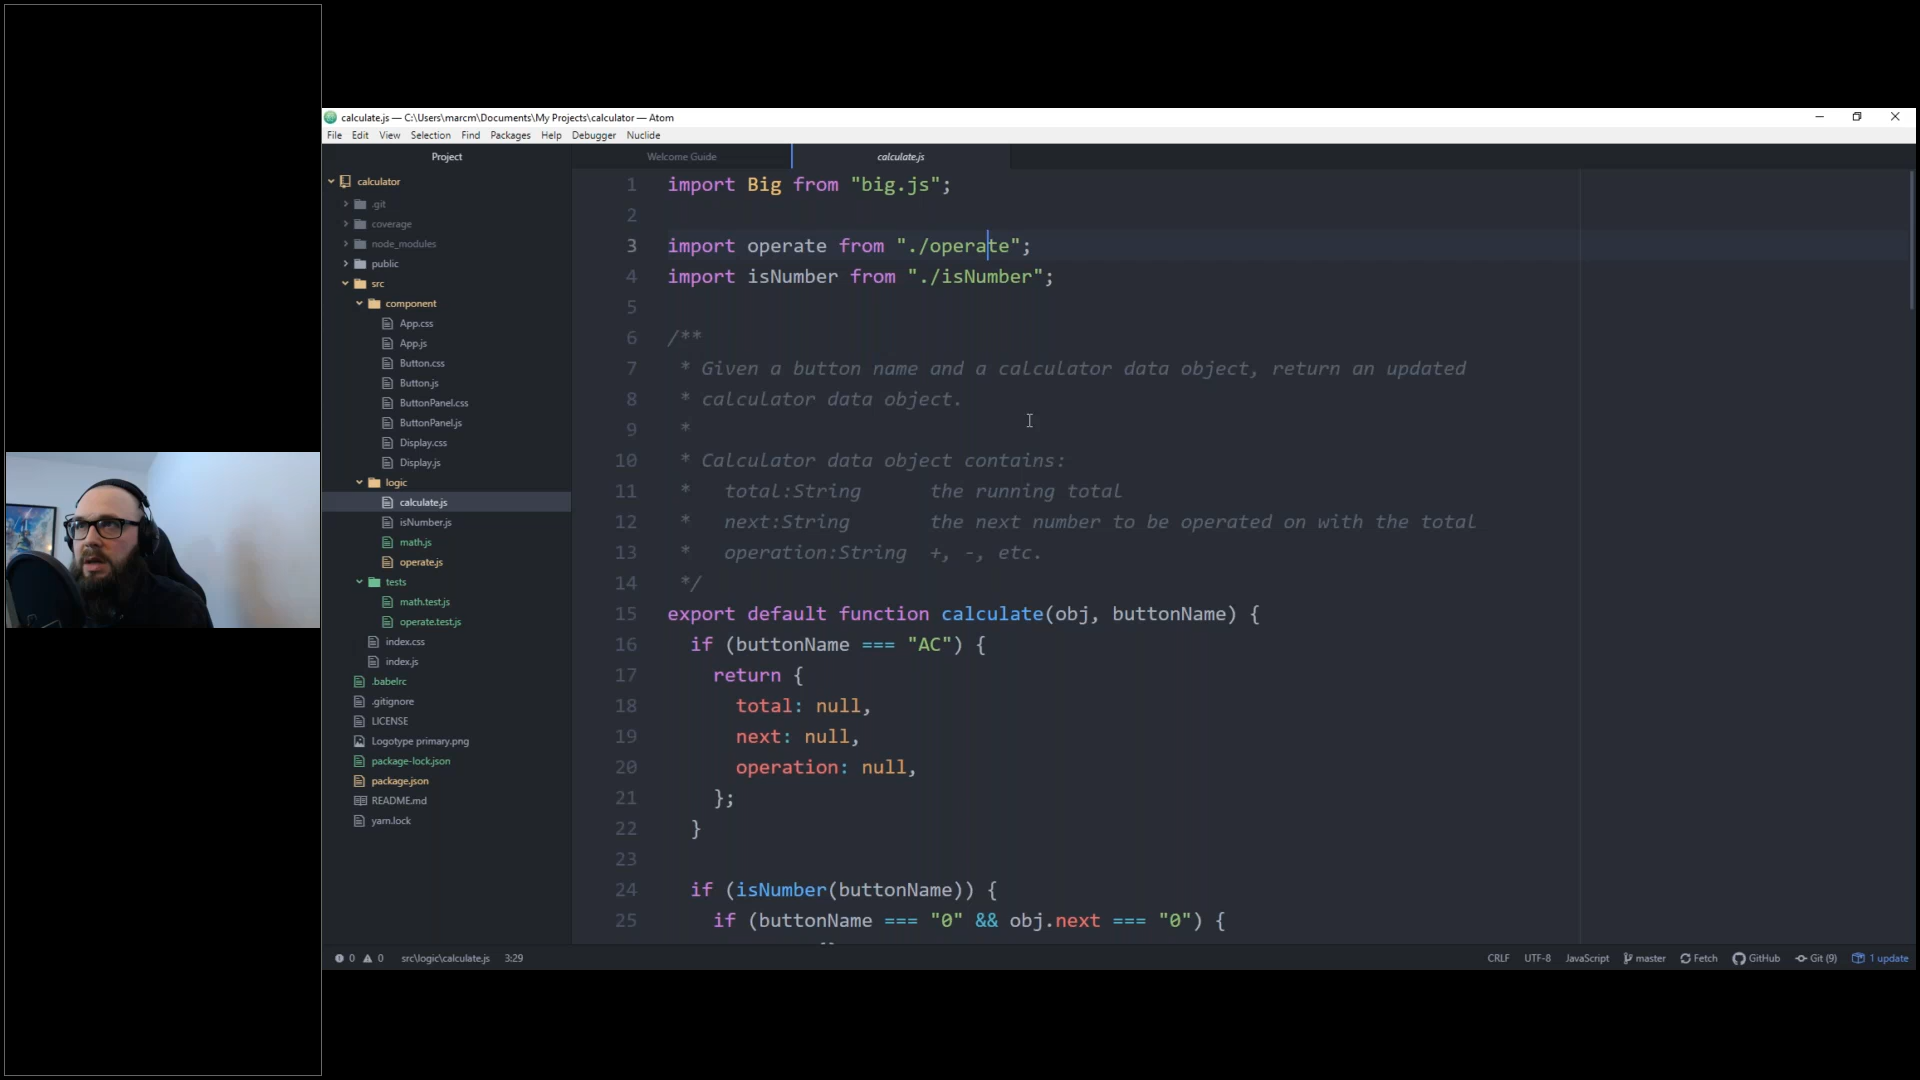 calculate.js — C:\Users\marcm\Documents\My Projects\calculator — Atom
File Edit View Selection Find Packages Help Debugger Nuclide
Project
calculator
.git
coverage
node_modules
public
src
component
App.css
App.js
Button.css
Button.js
ButtonPanel.css
ButtonPanel.js
Display.css
Display.js
logic
calculate.js
isNumber.js
math.js
operate.js
tests
math.test.js
operate.test.js
index.css
index.js
.babelrc
.gitignore
LICENSE
Logotype primary.png
package-lock.json
package.json
README.md
yarn.lock
Welcome Guide calculate.js
1 import Big from "big.js";
2
3 import operate from "./operate";
4 import isNumber from "./isNumber";
5
6 /**
7 * Given a button name and a calculator data object, return an updated
8 * calculator data object.
9 *
10 * Calculator data object contains:
11 * total:String the running total
12 * next:String the next number to be operated on with the total
13 * operation:String +, -, etc.
14 */
15 export default function calculate(obj, buttonName) {
16 if (buttonName === "AC") {
17 return {
18 total: null,
19 next: null,
20 operation: null,
21 };
22 }
23
24 if (isNumber(buttonName)) {
25 if (buttonName === "0" && obj.next === "0") {
0 0 src\logic\calculate.js 3:29 CRLF UTF-8 JavaScript master Fetch GitHub Git (9) 1 update